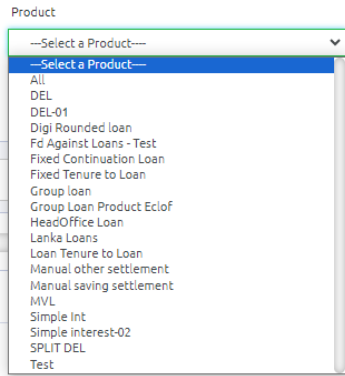 Product
---Select a Product----
---Select a Product----
All
DEL
DEL-01
Digi Rounded loan
Fd Against Loans - Test
Fixed Continuation Loan
Fixed Tenure to Loan
Group loan
Group Loan Product Eclof
HeadOffice Loan
Lanka Loans
Loan Tenure to Loan
Manual other settlement
Manual saving settlement
MVL
Simple Int
Simple interest-02
SPLIT DEL
Test